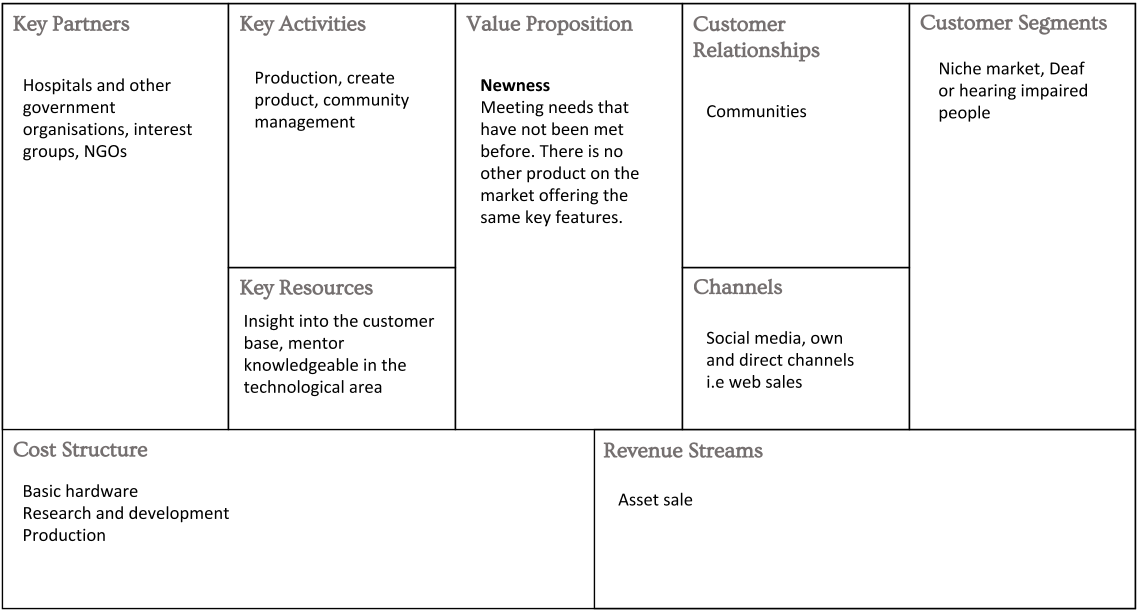 Key Partners
Hospitals and other
government
organisations, interest
groups, NGOs
Key Activities
Production, create
product, community
management
Key Resources
Insight into the customer
base, mentor
knowledgeable in the
technological area
Value Proposition
Newness
Meeting needs that
have not been met
before. There is no
other product on the
market offering the
same key features.
Customer
Relationships
Communities
Channels
Social media, own
and direct channels
i.e web sales
Customer Segments
Niche market, Deaf
or hearing impaired
people
Cost Structure
Basic hardware
Research and development
Production
Revenue Streams
Asset sale